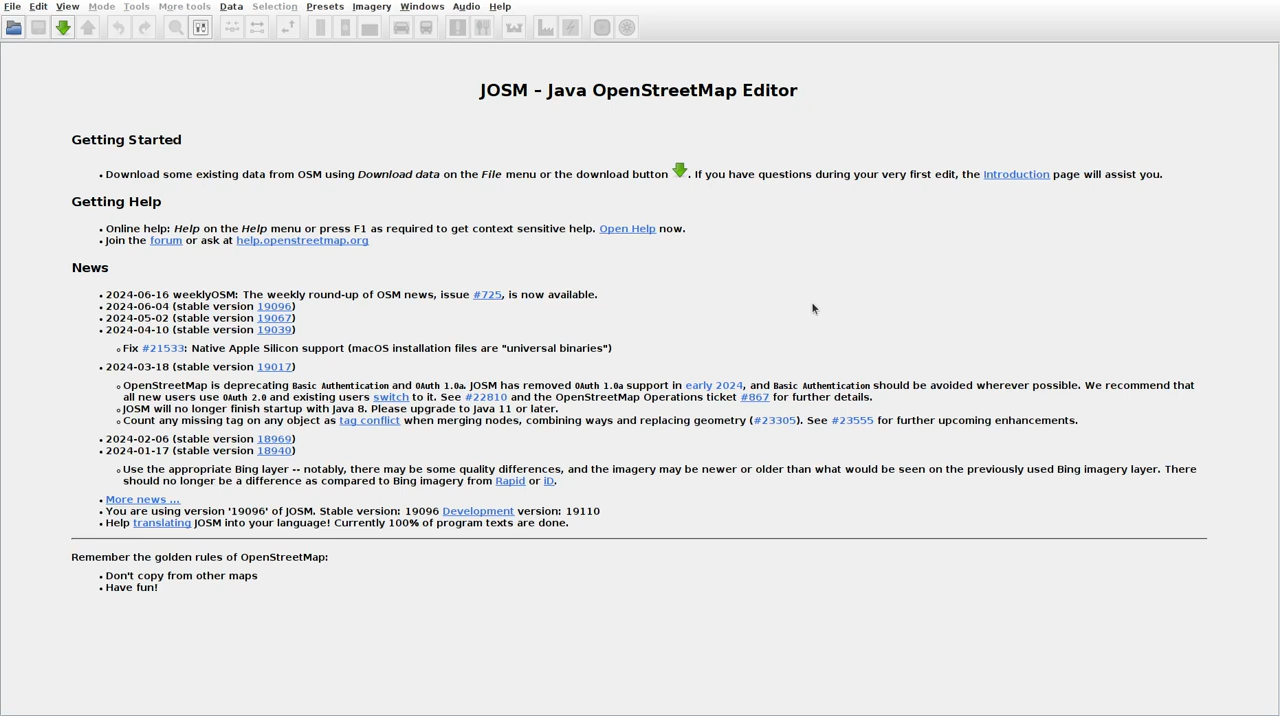 File Edit View Mode Tools More tools Data Selection Presets Imagery Windows Audio Help
JOSM – Java OpenStreetMap Editor
Getting Started
Download some existing data from OSM using Download data on the File menu or the download button . If you have questions during your very first edit, the Introduction page will assist you.
Getting Help
Online help: Help on the Help menu or press F1 as required to get context sensitive help. Open Help now.
Join the forum or ask at help.openstreetmap.org
News
2024-06-16 weeklyOSM: The weekly round-up of OSM news, issue #725, is now available.
2024-06-04 (stable version 19096)
2024-05-02 (stable version 19067)
2024-04-10 (stable version 19039)
Fix #21533: Native Apple Silicon support (macOS installation files are "universal binaries")
2024-03-18 (stable version 19017)
OpenStreetMap is deprecating Basic Authentication and OAuth 1.0a. JOSM has removed OAuth 1.0a support in early 2024, and Basic Authentication should be avoided wherever possible. We recommend that
all new users use OAuth 2.0 and existing users switch to it. See #22810 and the OpenStreetMap Operations ticket #867 for further details.
JOSM will no longer finish startup with Java 8. Please upgrade to Java 11 or later.
Count any missing tag on any object as tag conflict when merging nodes, combining ways and replacing geometry (#23305). See #23555 for further upcoming enhancements.
2024-02-06 (stable version 18969)
2024-01-17 (stable version 18940)
Use the appropriate Bing layer -- notably, there may be some quality differences, and the imagery may be newer or older than what would be seen on the previously used Bing imagery layer. There
should no longer be a difference as compared to Bing imagery from Rapid or iD.
More news ...
You are using version '19096' of JOSM. Stable version: 19096 Development version: 19110
Help translating JOSM into your language! Currently 100% of program texts are done.
Remember the golden rules of OpenStreetMap:
Don't copy from other maps
Have fun!